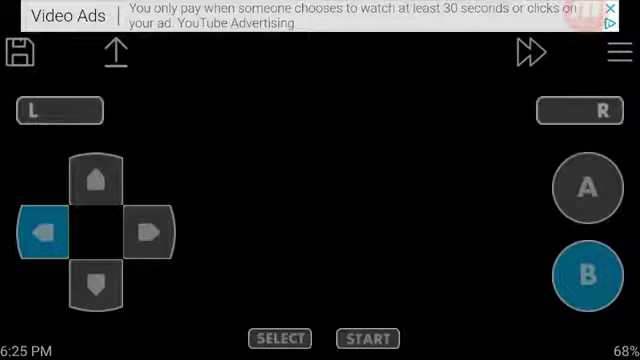 Video Ads
You only pay when someone chooses to watch at least 30 seconds or clicks on
your ad. YouTube Advertising
L
R
A
B
SELECT
START
6:25 PM
68%